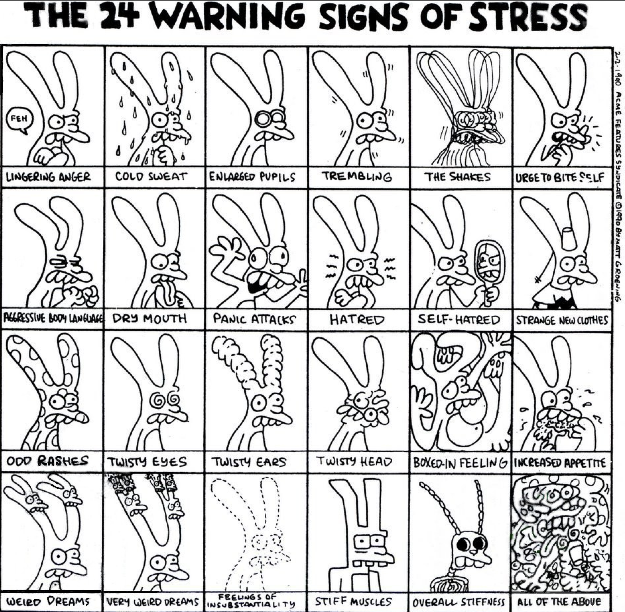 THE 24 WARNING SIGNS OF STRESS
FEH
LINGERING ANGER
COLD SWEAT
ENLARGED PUPILS
TREMBLING
THE SHAKES
URGE TO BITE SELF
AGGRESSIVE BODY LANGUAGE
DRY MOUTH
PANIC ATTACKS
HATRED
SELF-HATRED
STRANGE NEW CLOTHES
ODD RASHES
TWISTY EYES
TWISTY EARS
TWISTY HEAD
BOXED-IN FEELING
INCREASED APPETITE
WEIRD DREAMS
VERY WEIRD DREAMS
FEELINGS OF
INSUBSTANTIALITY
STIFF MUSCLES
OVERALL STIFFNESS
ALL OF THE ABOVE
2-2-1990 ACME FEATURES SYNDICATE © 1990 BY MATT GROENING